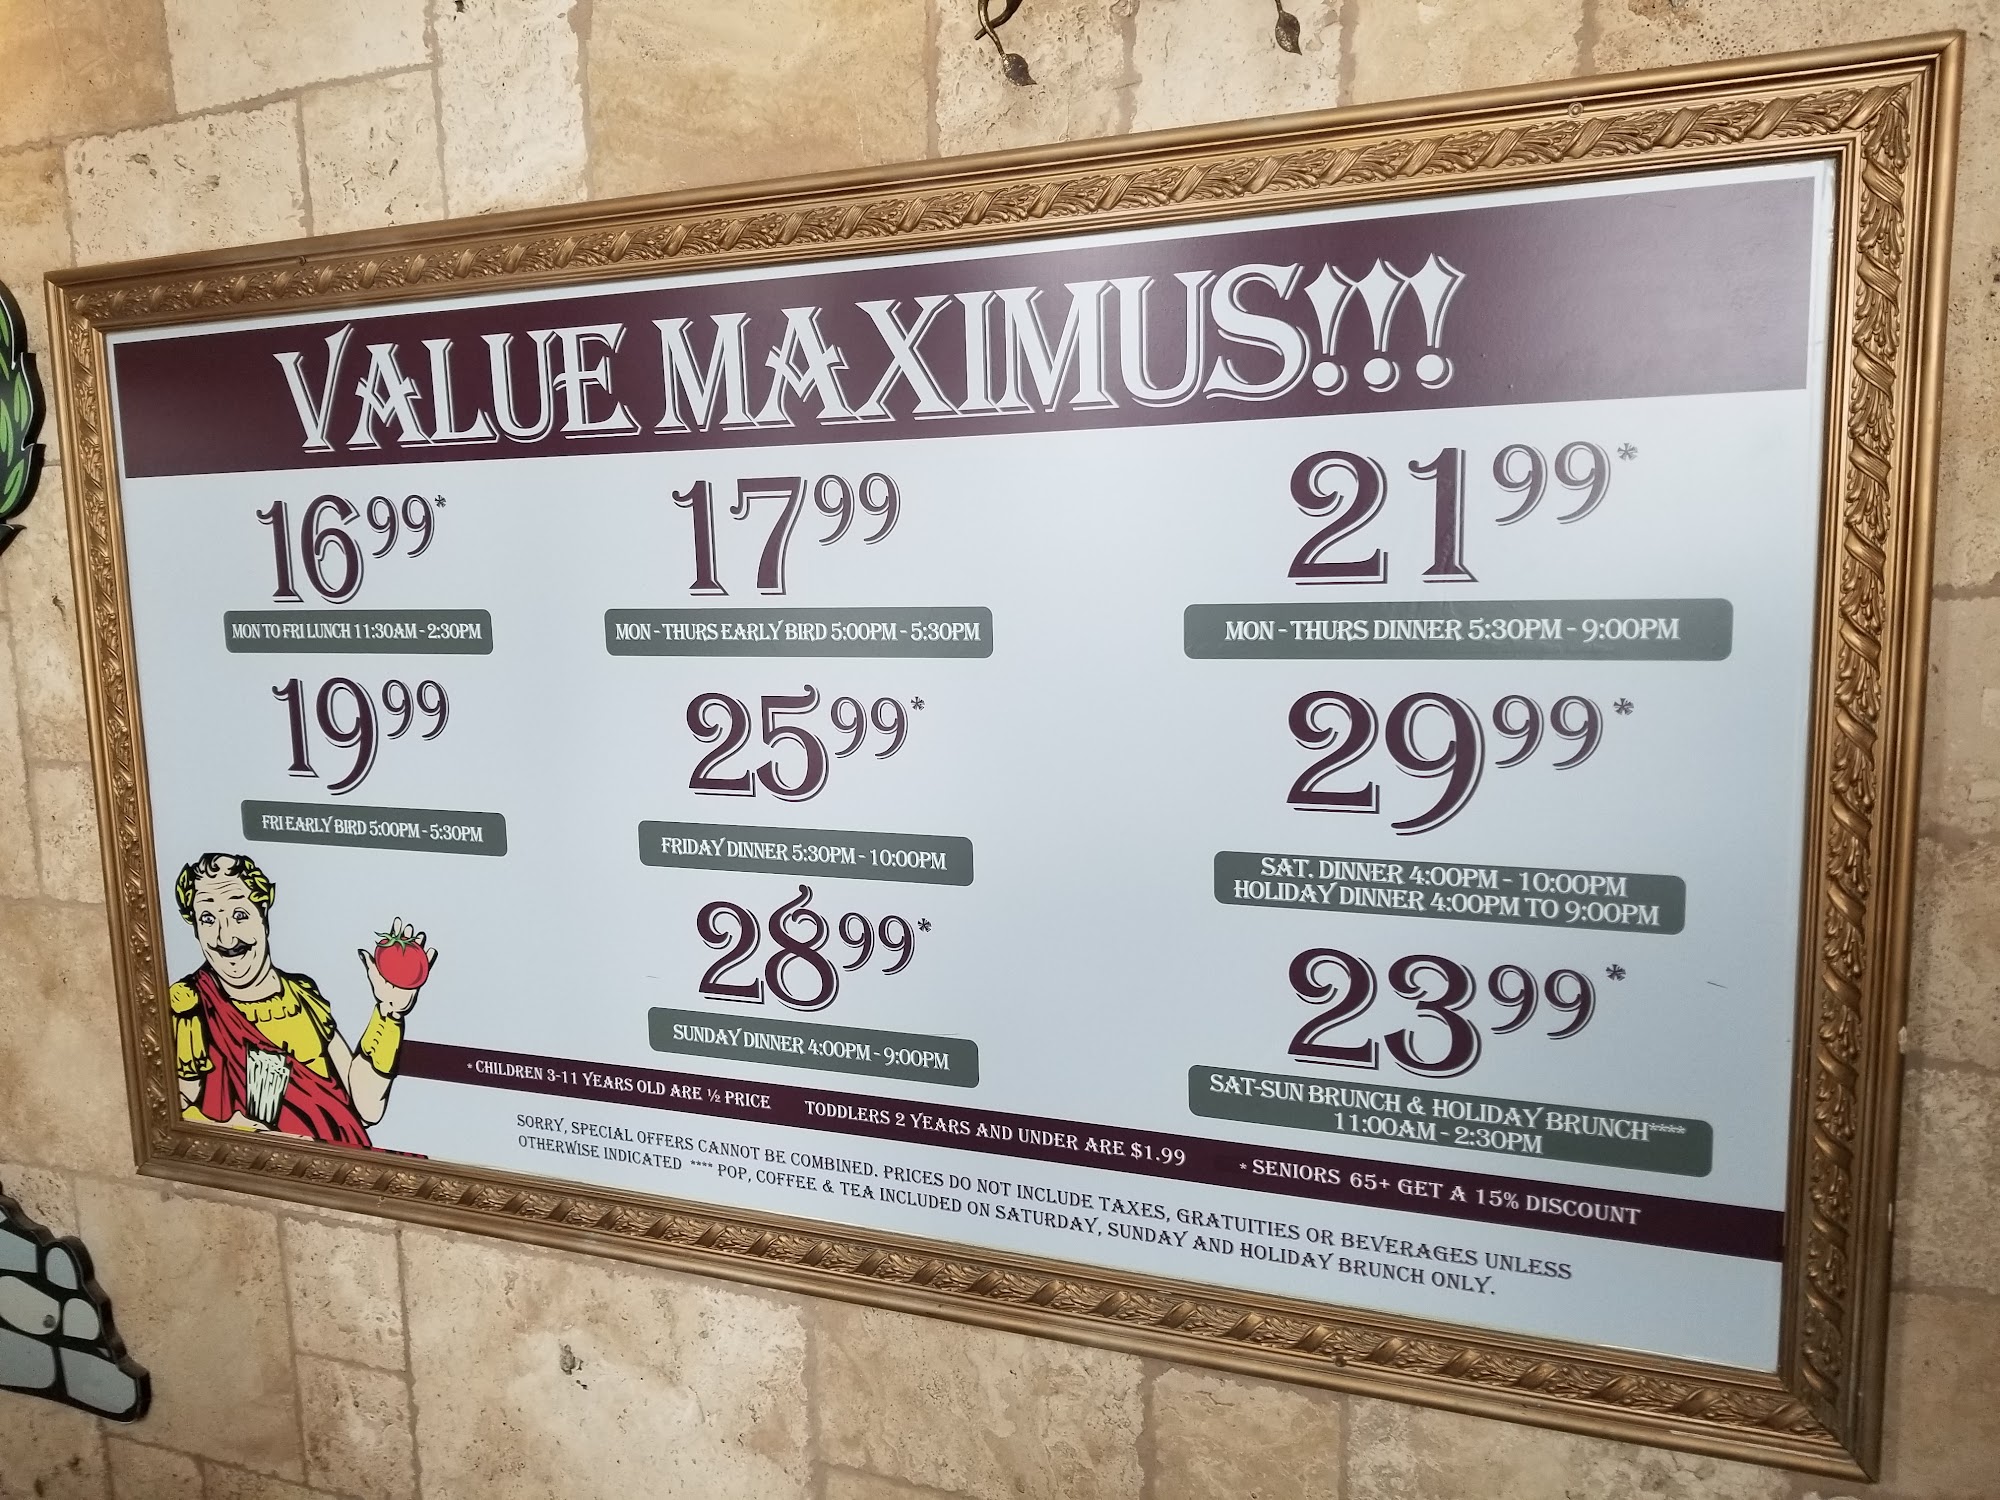 VALUE MAXIMUS!!!
16 99*
MON TO FRI LUNCH 11:30AM - 2:30PM
17 99
MON - THURS EARLY BIRD 5:00PM - 5:30PM
21 99*
MON - THURS DINNER 5:30PM - 9:00PM
19 99
FRI EARLY BIRD 5:00PM - 5:30PM
25 99*
FRIDAY DINNER 5:30PM - 10:00PM
29 99*
SAT. DINNER 4:00PM - 10:00PM
HOLIDAY DINNER 4:00PM TO 9:00PM
28 99*
SUNDAY DINNER 4:00PM - 9:00PM
23 99*
SAT-SUN BRUNCH & HOLIDAY BRUNCH****
11:00AM - 2:30PM
* CHILDREN 3-11 YEARS OLD ARE ½ PRICE TODDLERS 2 YEARS AND UNDER ARE $1.99 * SENIORS 65+ GET A 15% DISCOUNT
SORRY, SPECIAL OFFERS CANNOT BE COMBINED. PRICES DO NOT INCLUDE TAXES, GRATUITIES OR BEVERAGES UNLESS
OTHERWISE INDICATED **** POP, COFFEE & TEA INCLUDED ON SATURDAY, SUNDAY AND HOLIDAY BRUNCH ONLY.